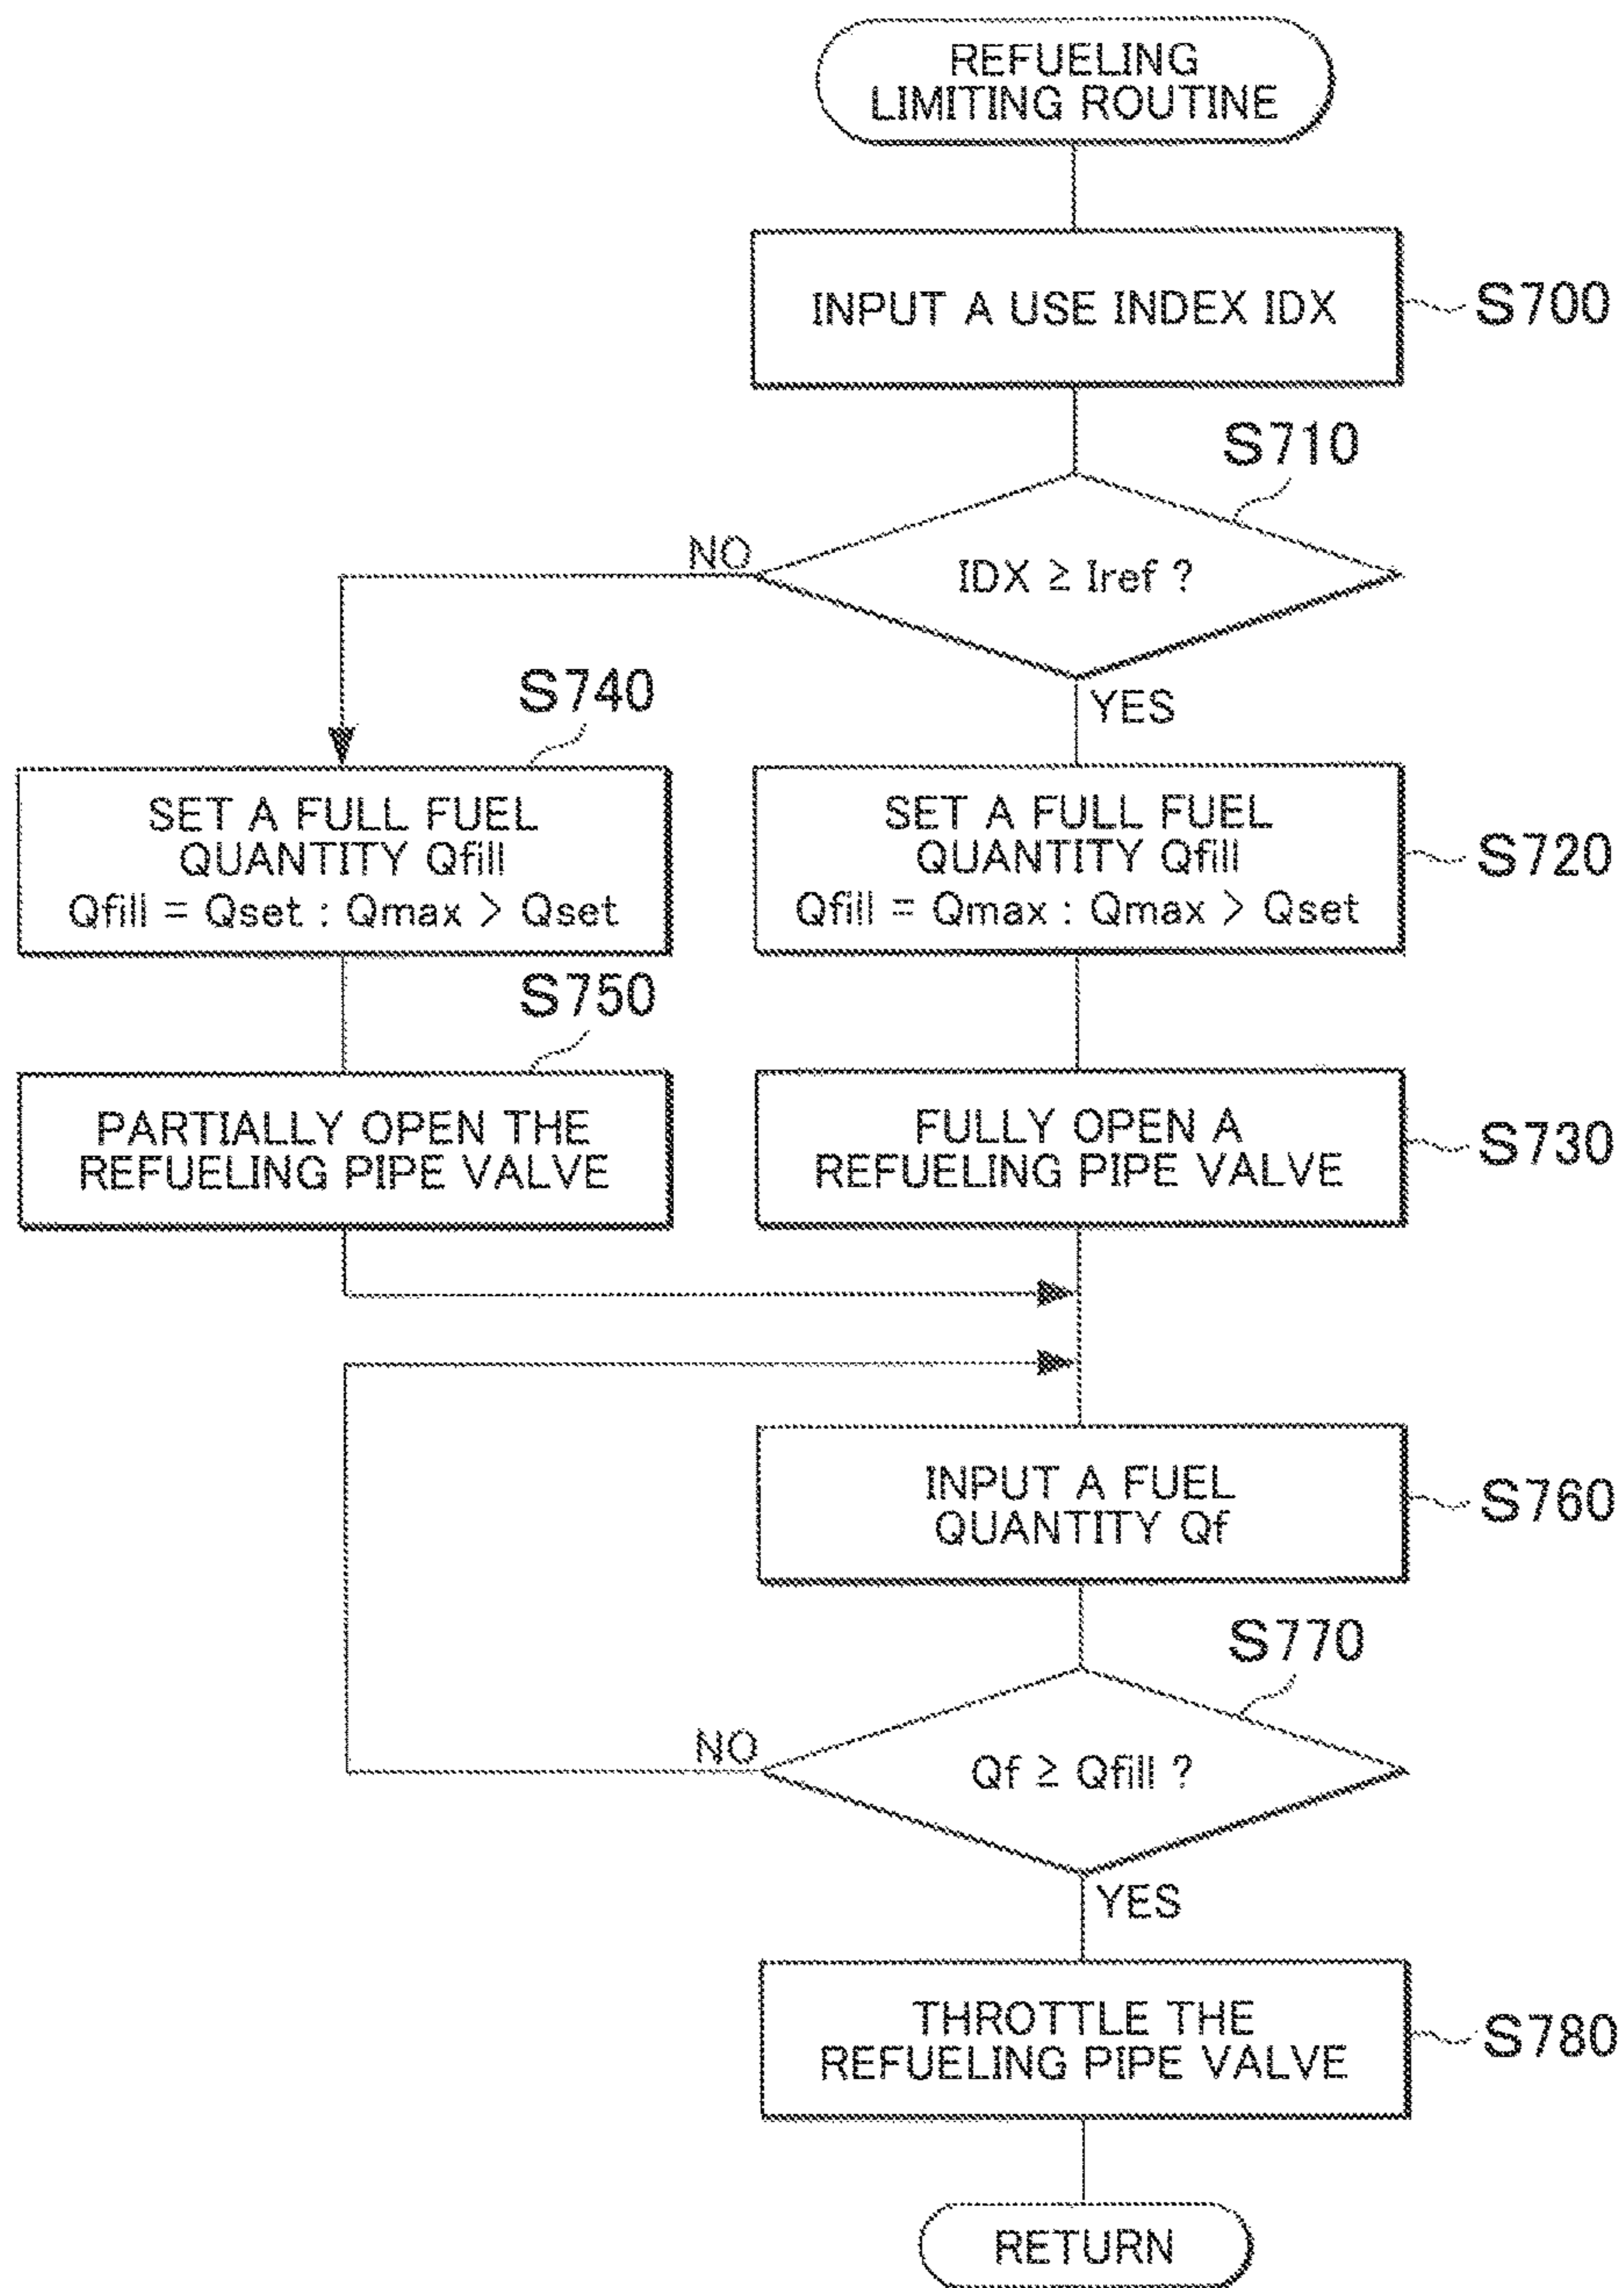 REFUELING
LIMITING ROUTINE
INPUT A USE INDEX IDX
S700
S710
NO
IDX ≥ Iref ?
YES
S740
SET A FULL FUEL
QUANTITY Qfill
Qfill = Qset : Qmax > Qset
SET A FULL FUEL
QUANTITY Qfill
Qfill = Qmax : Qmax > Qset
S720
S750
PARTIALLY OPEN THE
REFUELING PIPE VALVE
FULLY OPEN A
REFUELING PIPE VALVE
S730
INPUT A FUEL
QUANTITY Qf
S760
S770
NO
Qf ≥ Qfill ?
YES
THROTTLE THE
REFUELING PIPE VALVE
S780
RETURN